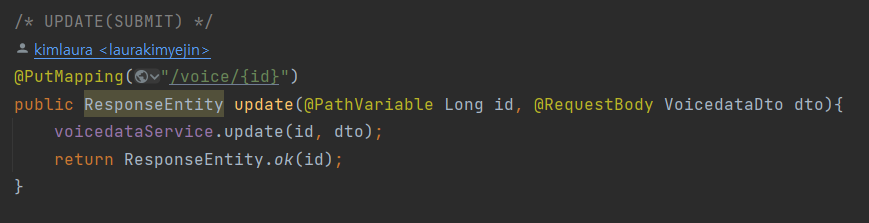 /* UPDATE(SUBMIT) */
kimlaura <laurakimyejin>
@PutMapping("/voice/{id}")
public ResponseEntity update(@PathVariable Long id, @RequestBody VoicedataDto dto){
    voicedataService.update(id, dto);
    return ResponseEntity.ok(id);
}